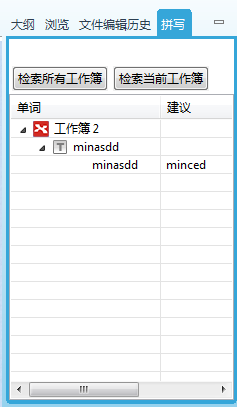 大纲 浏览 文件编辑历史 拼写
检索所有工作簿 检索当前工作簿
单词 建议
工作簿 2
T minasdd
minasdd minced